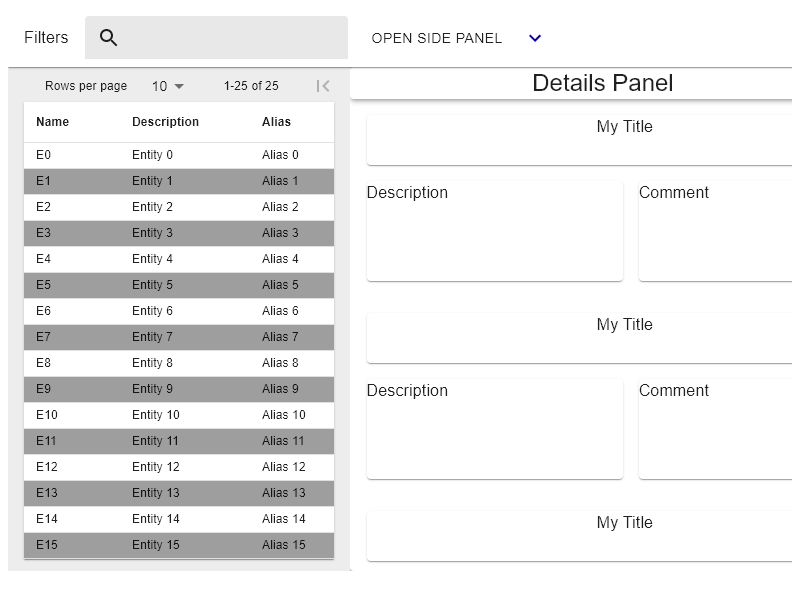 Filters
OPEN SIDE PANEL
Rows per page 10 1-25 of 25
Name Description Alias
E0 Entity 0 Alias 0
E1 Entity 1 Alias 1
E2 Entity 2 Alias 2
E3 Entity 3 Alias 3
E4 Entity 4 Alias 4
E5 Entity 5 Alias 5
E6 Entity 6 Alias 6
E7 Entity 7 Alias 7
E8 Entity 8 Alias 8
E9 Entity 9 Alias 9
E10 Entity 10 Alias 10
E11 Entity 11 Alias 11
E12 Entity 12 Alias 12
E13 Entity 13 Alias 13
E14 Entity 14 Alias 14
E15 Entity 15 Alias 15
Details Panel
My Title
Description Comment
My Title
Description Comment
My Title